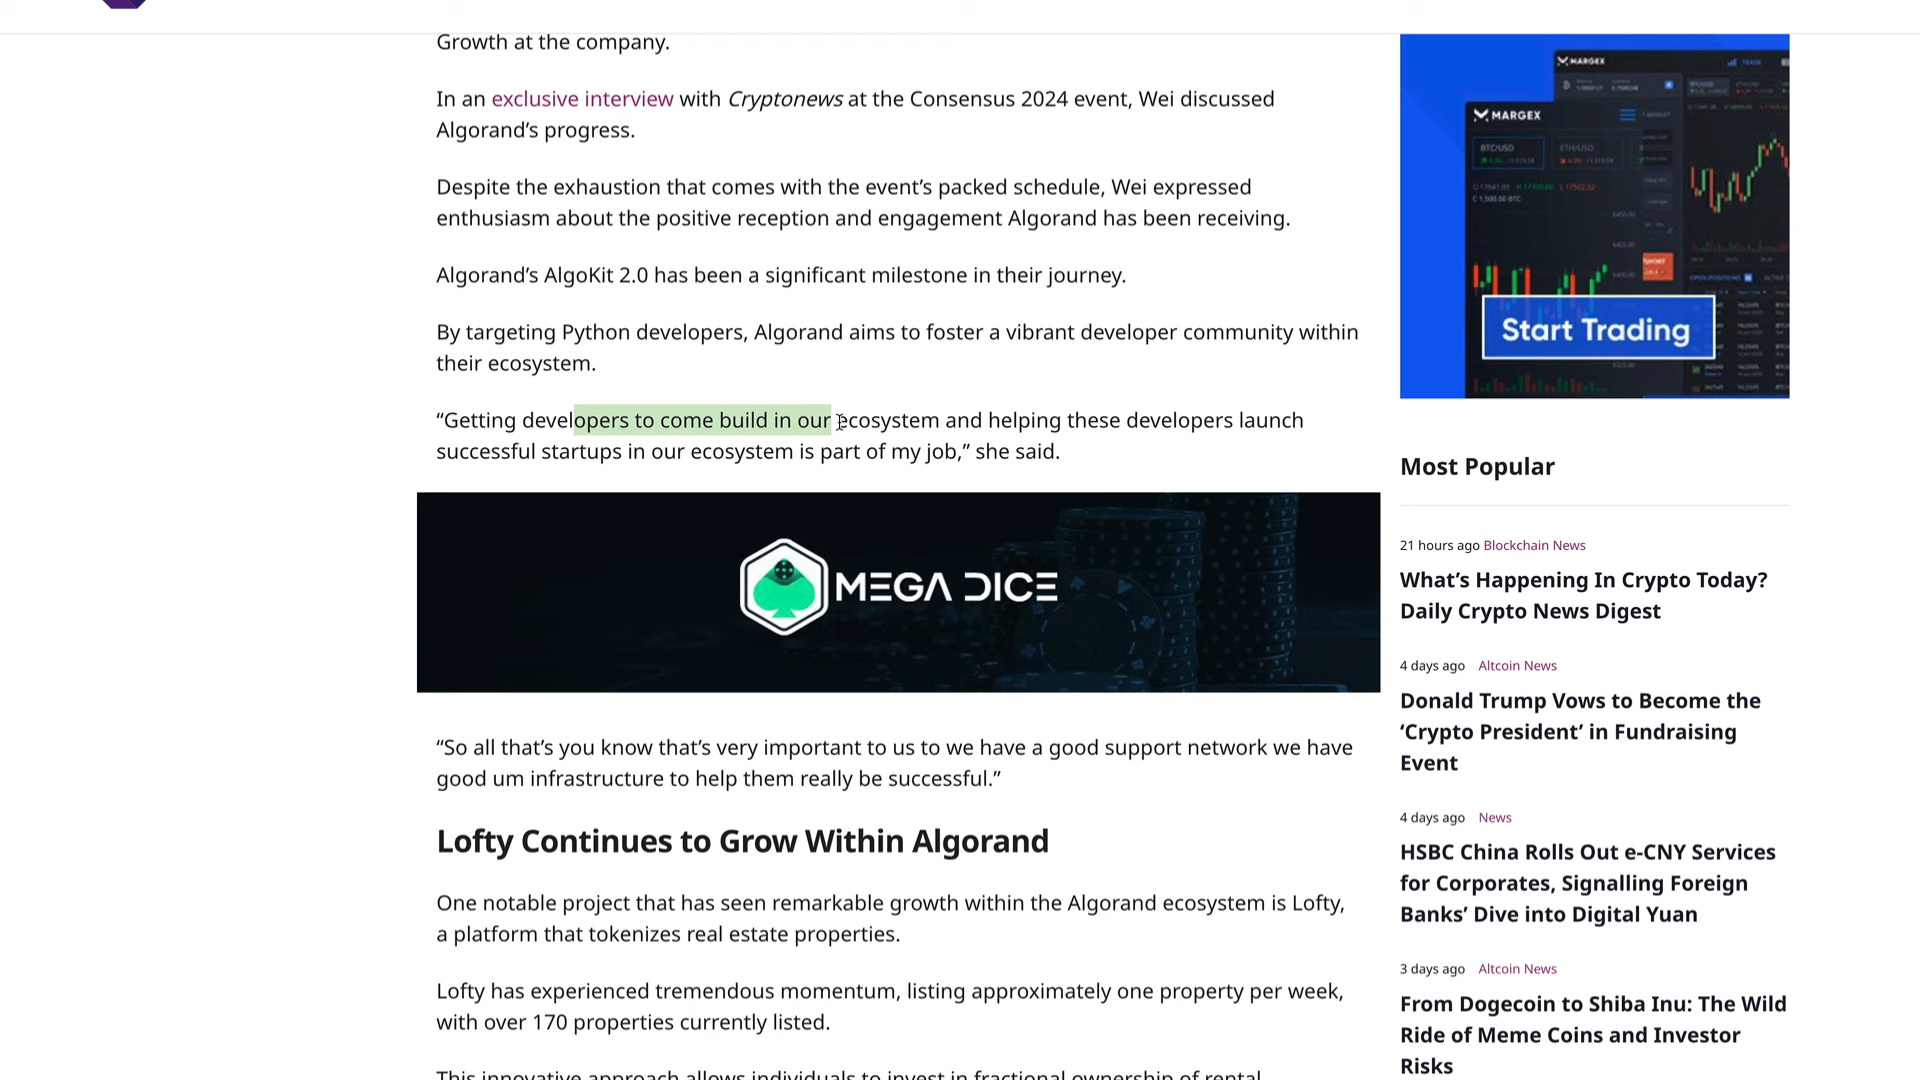 Growth at the company.
In an exclusive interview with Cryptonews at the Consensus 2024 event, Wei discussed
Algorand’s progress.
Despite the exhaustion that comes with the event’s packed schedule, Wei expressed
enthusiasm about the positive reception and engagement Algorand has been receiving.
Algorand’s AlgoKit 2.0 has been a significant milestone in their journey.
By targeting Python developers, Algorand aims to foster a vibrant developer community within
their ecosystem.
“Getting developers to come build in our ecosystem and helping these developers launch
successful startups in our ecosystem is part of my job,” she said.
MEGA DICE
“So all that’s you know that’s very important to us to we have a good support network we have
good um infrastructure to help them really be successful.”
Lofty Continues to Grow Within Algorand
One notable project that has seen remarkable growth within the Algorand ecosystem is Lofty,
a platform that tokenizes real estate properties.
Lofty has experienced tremendous momentum, listing approximately one property per week,
with over 170 properties currently listed.
This innovative approach allows individuals to invest in fractional ownership of rental
MARGEX
TRADE
MARGEX
BTC/USD
ETH/USD
Start Trading
Most Popular
21 hours ago Blockchain News
What’s Happening In Crypto Today?
Daily Crypto News Digest
4 days ago Altcoin News
Donald Trump Vows to Become the
‘Crypto President’ in Fundraising
Event
4 days ago News
HSBC China Rolls Out e-CNY Services
for Corporates, Signalling Foreign
Banks’ Dive into Digital Yuan
3 days ago Altcoin News
From Dogecoin to Shiba Inu: The Wild
Ride of Meme Coins and Investor
Risks